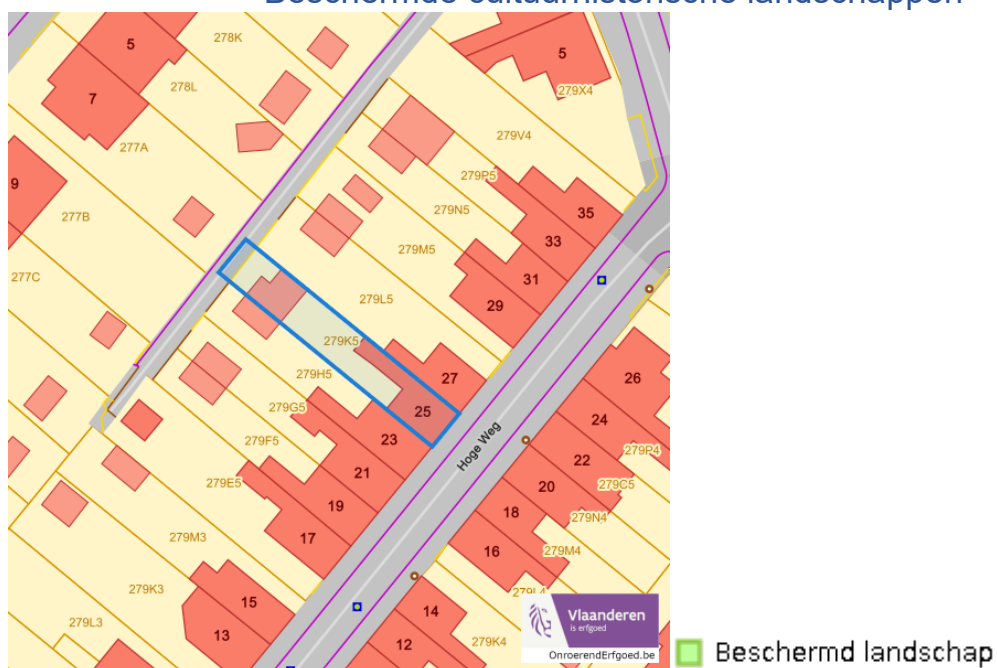 Beschermde cultuurhistorische landschappen
5
278K
5
7
278L
279X4
277A
279V4
9
279P5
277B
279N5
35
33
279M5
277C
31
279L5
29
279K5
279H5
27
26
279G5
25
24
23
279F5
Hoge Weg
22
279P4
21
279E5
20
279C5
19
18
279N4
17
279M3
16
279M4
279K3
279L4
15
14
Vlaanderen
is erfgoed
279L3
13
12
279K4
OnroerendErfgoed.be
Beschermd landschap